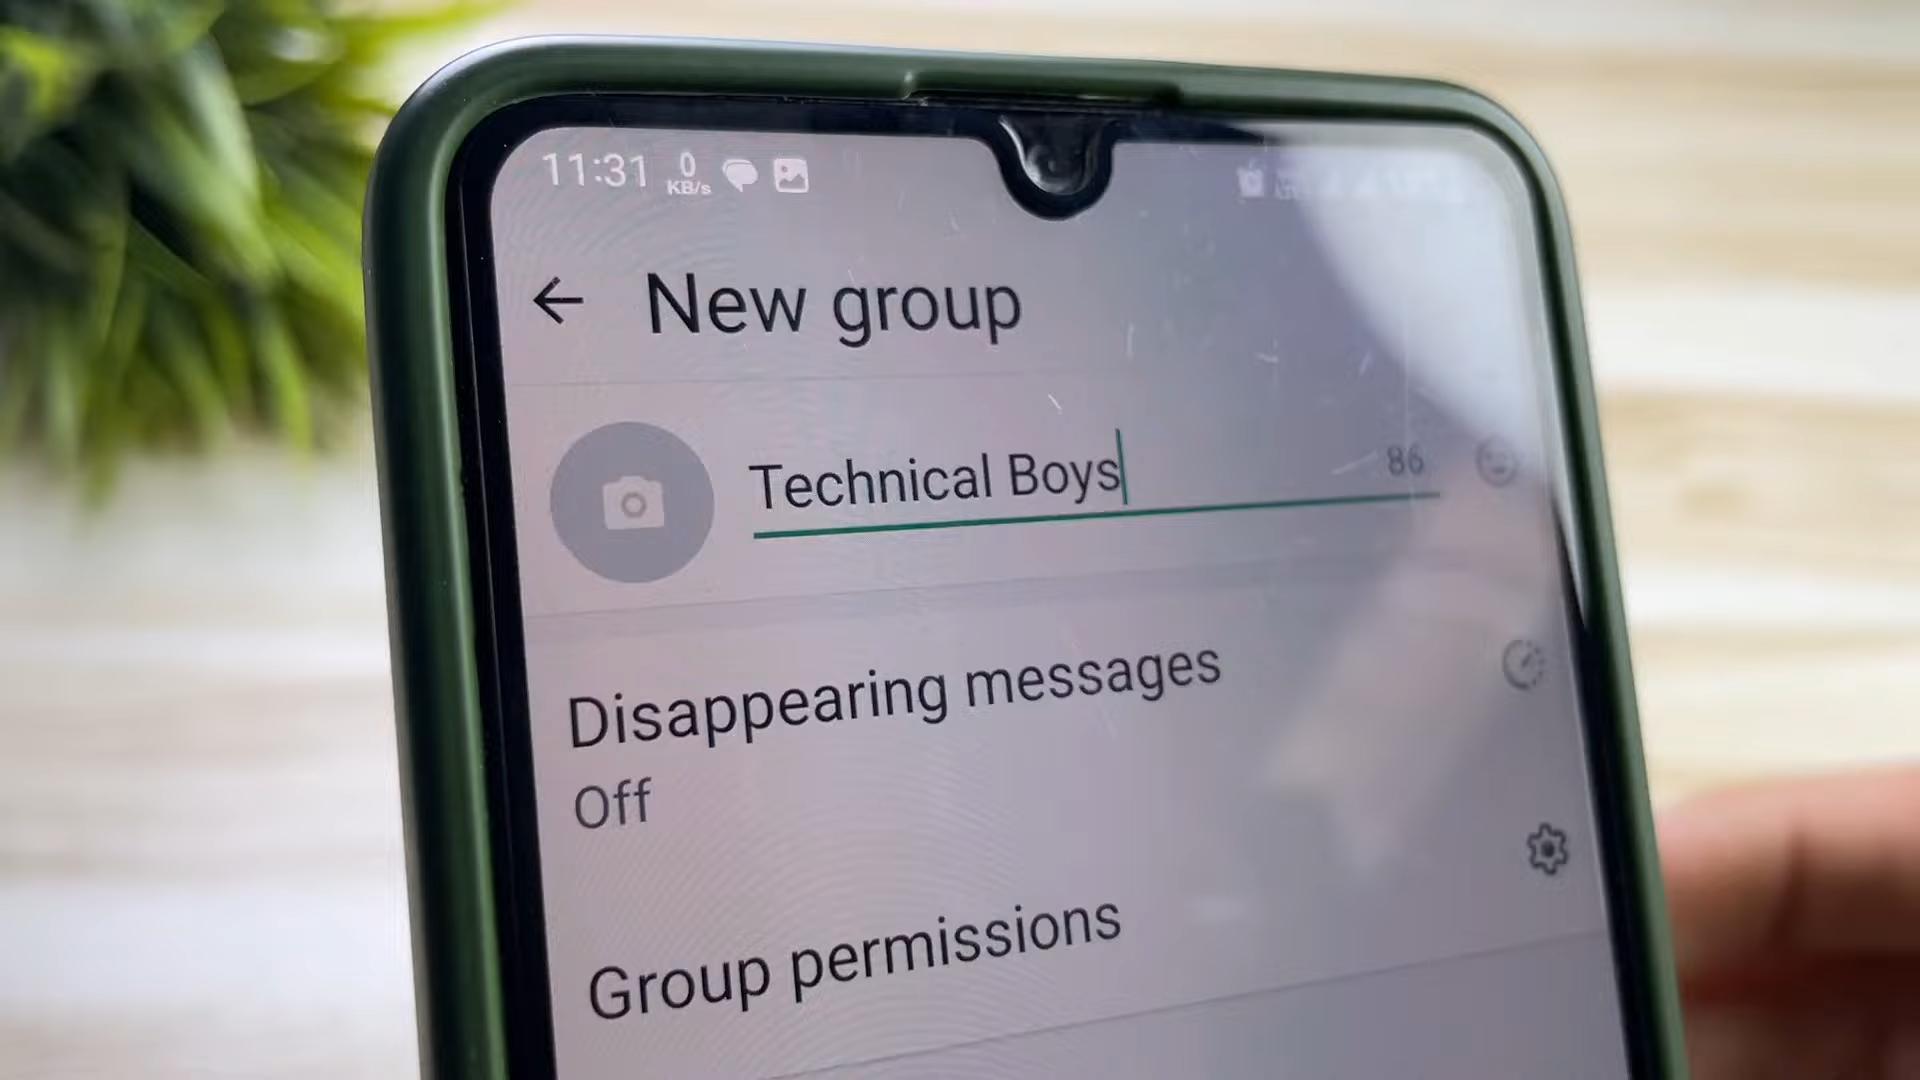 11:31 0 KB/s
New group
Technical Boys 86
Disappearing messages
Off
Group permissions